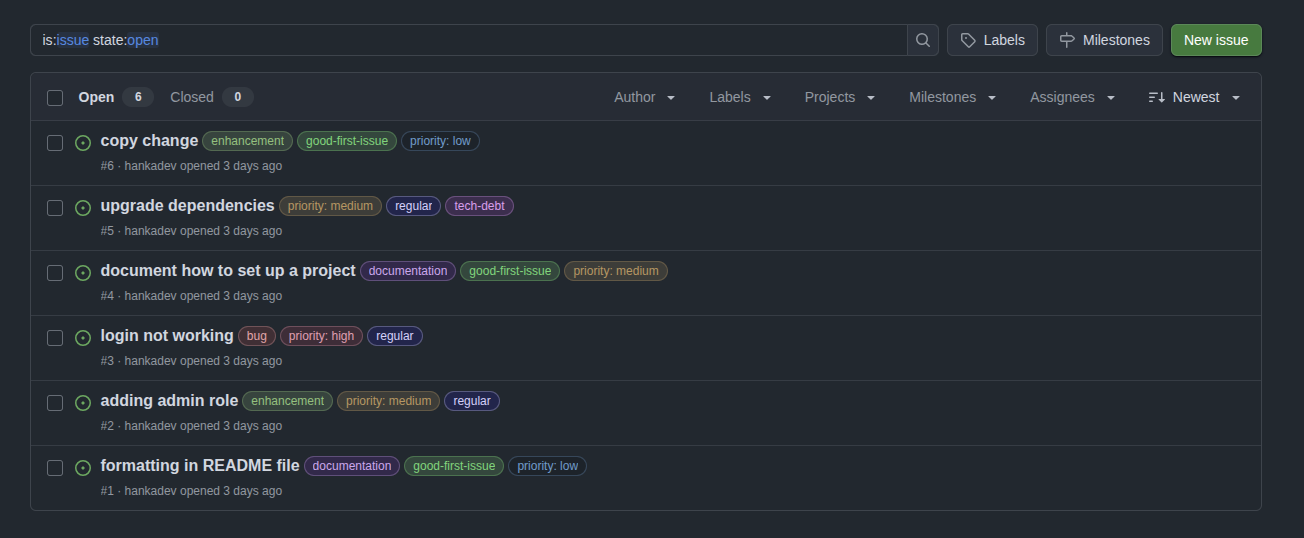 is:issue state:open Labels Milestones New issue
Open 6 Closed 0 Author Labels Projects Milestones Assignees Newest
copy change enhancement good-first-issue priority: low
#6 · hankadev opened 3 days ago
upgrade dependencies priority: medium regular tech-debt
#5 · hankadev opened 3 days ago
document how to set up a project documentation good-first-issue priority: medium
#4 · hankadev opened 3 days ago
login not working bug priority: high regular
#3 · hankadev opened 3 days ago
adding admin role enhancement priority: medium regular
#2 · hankadev opened 3 days ago
formatting in README file documentation good-first-issue priority: low
#1 · hankadev opened 3 days ago